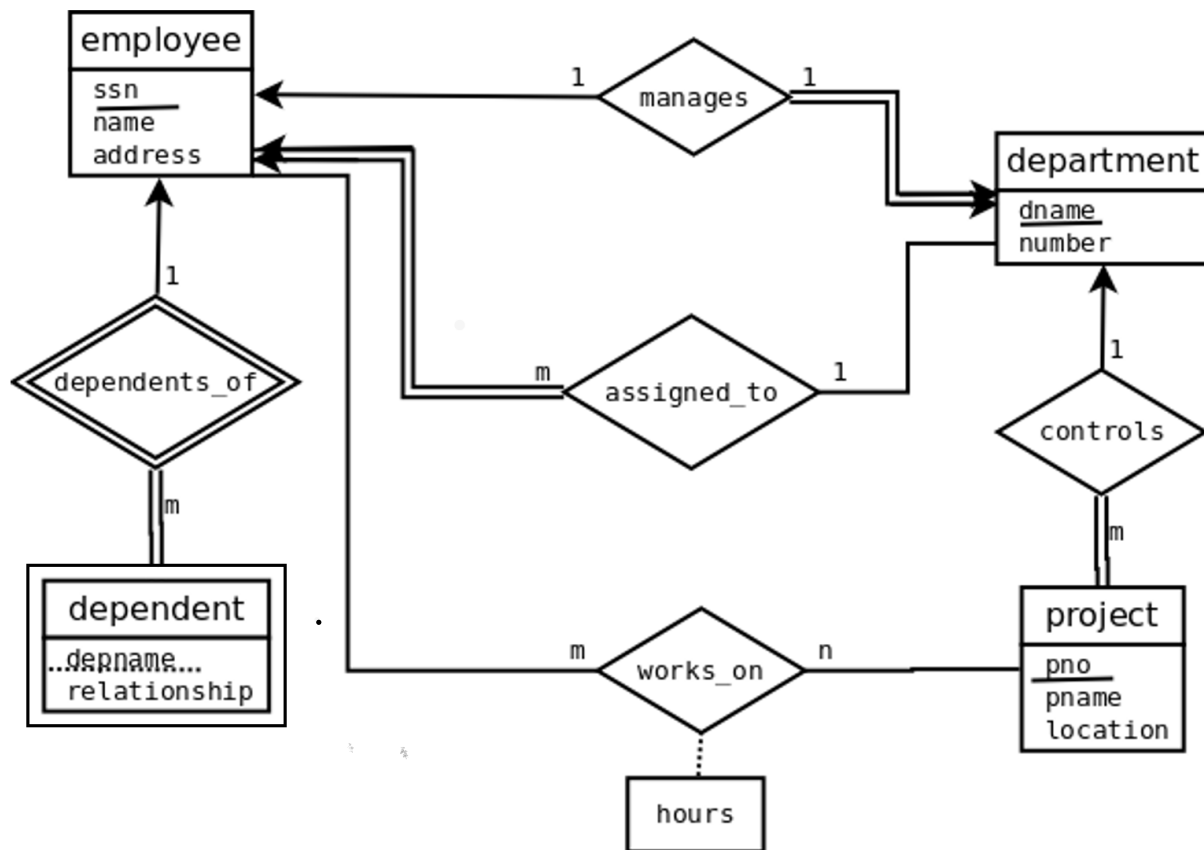 employee
ssn
name
address
1
manages
1
department
dname
number
1
dependents_of
m
m
assigned_to
1
1
controls
m
dependent
depname
relationship
m
works_on
n
project
pno
pname
location
hours